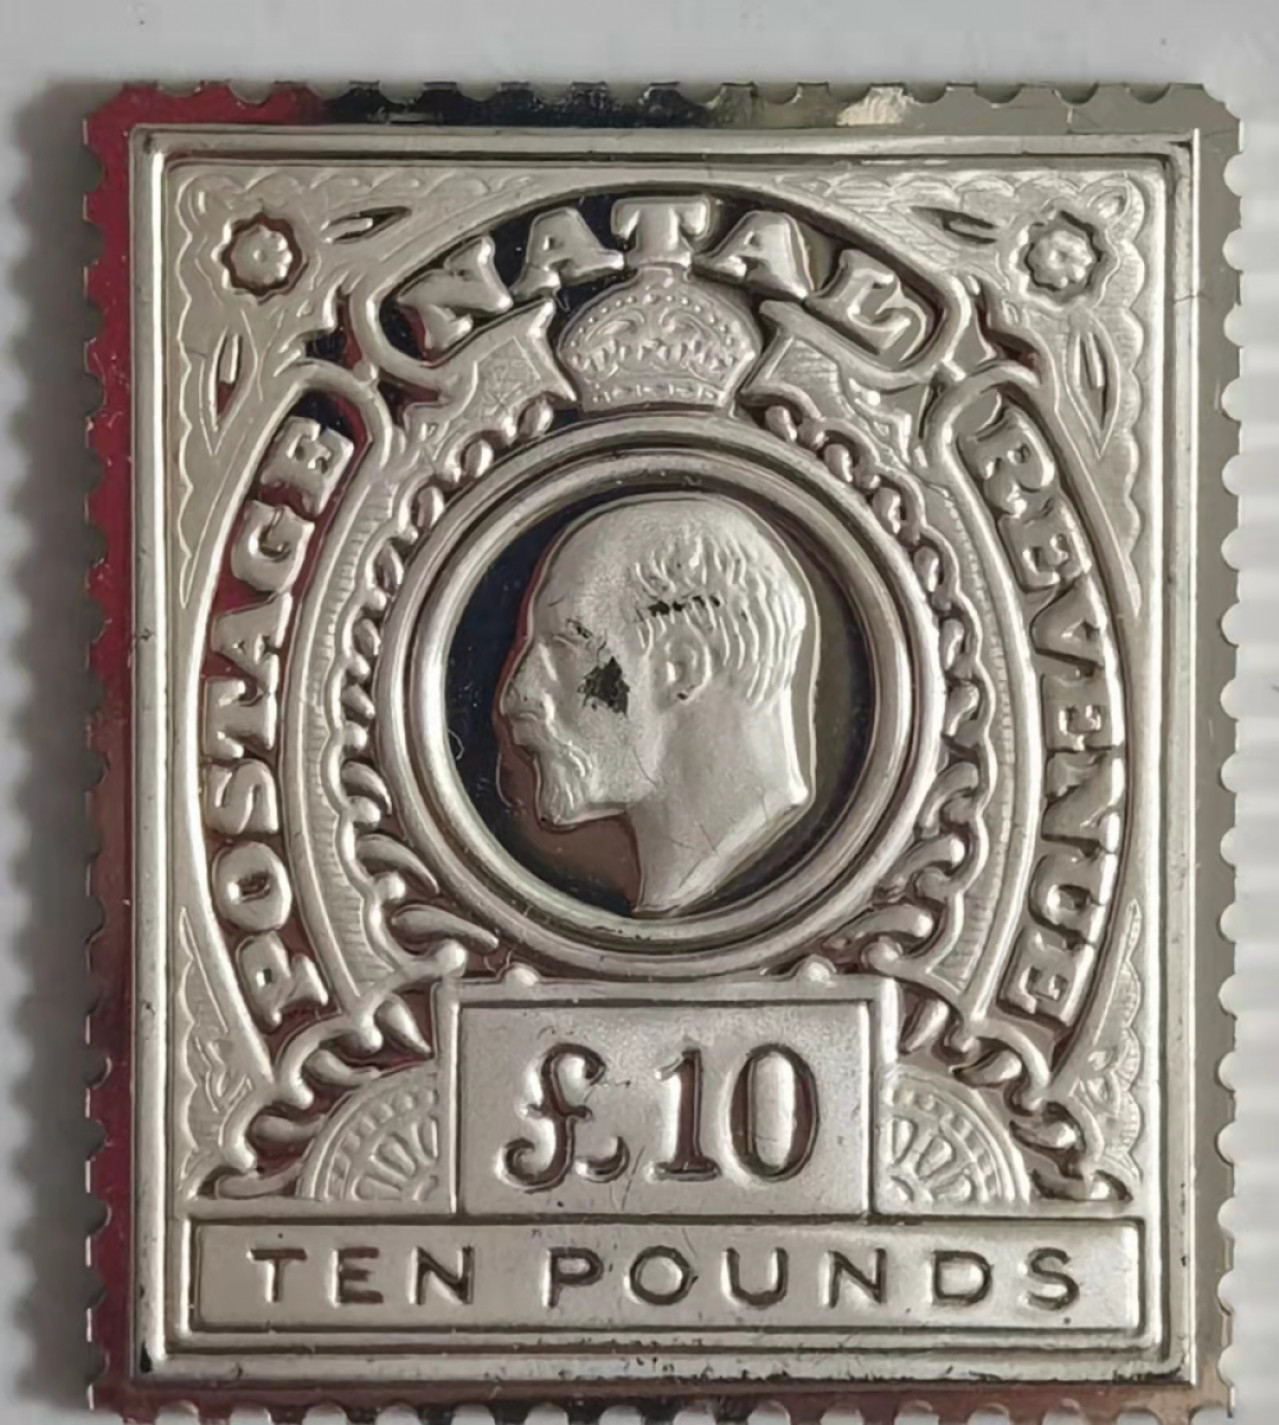 NATAL
POSTAGE
REVENUE
£10
TEN POUNDS